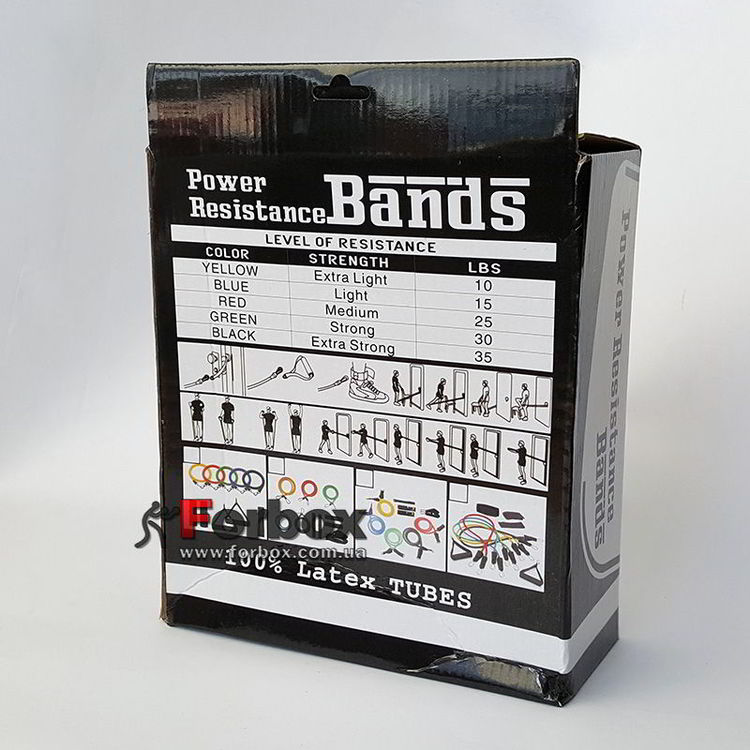 Power
Resistance Bands
LEVEL OF RESISTANCE
COLOR STRENGTH LBS
YELLOW Extra Light 10
BLUE Light 15
RED Medium 25
GREEN Strong 30
BLACK Extra Strong 35
Forbox
www.forbox.com.ua
100% Latex TUBES
Power Resistance
Bands